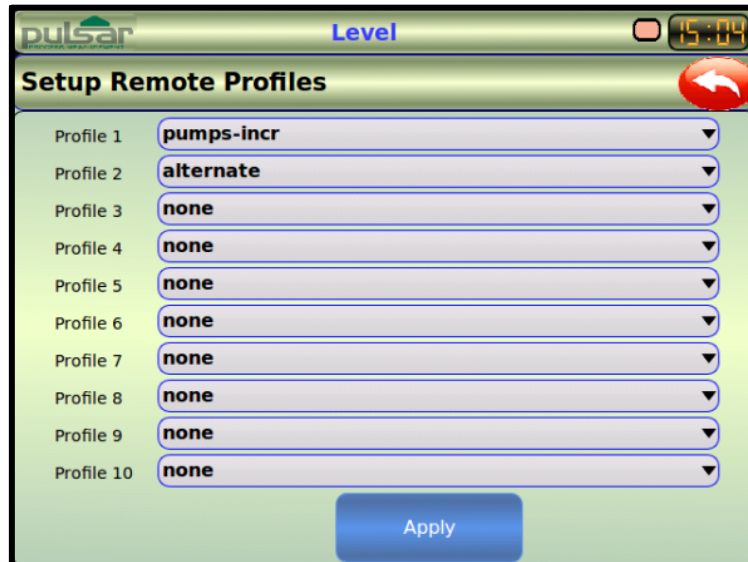 pulsar Level 15:04
Setup Remote Profiles
Profile 1 pumps-incr
Profile 2 alternate
Profile 3 none
Profile 4 none
Profile 5 none
Profile 6 none
Profile 7 none
Profile 8 none
Profile 9 none
Profile 10 none
Apply